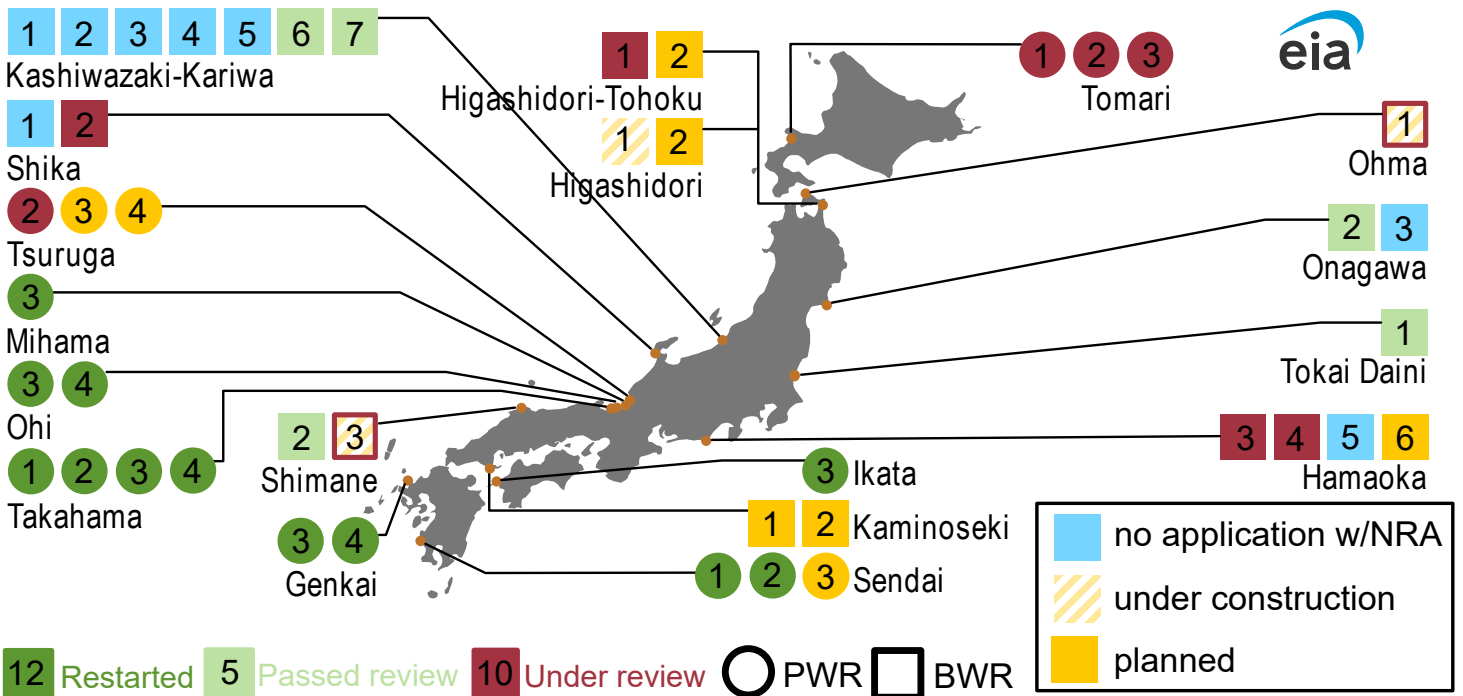 1 2 3 4 5 6 7
Kashiwazaki-Kariwa
1 2
Shika
2 3 4
Tsuruga
3
Mihama
3 4
Ohi
1 2 3 4
Takahama
2 3
Shimane
3 4
Genkai
1 2
Higashidori-Tohoku
1 2
Higashidori
1 2 3
Tomari
eia
1
Ohma
2 3
Onagawa
1
Tokai Daini
3 4 5 6
Hamaoka
3 Ikata
1 2 Kaminoseki
1 2 3 Sendai
no application w/NRA
under construction
planned
12 Restarted 5 Passed review 10 Under review PWR BWR